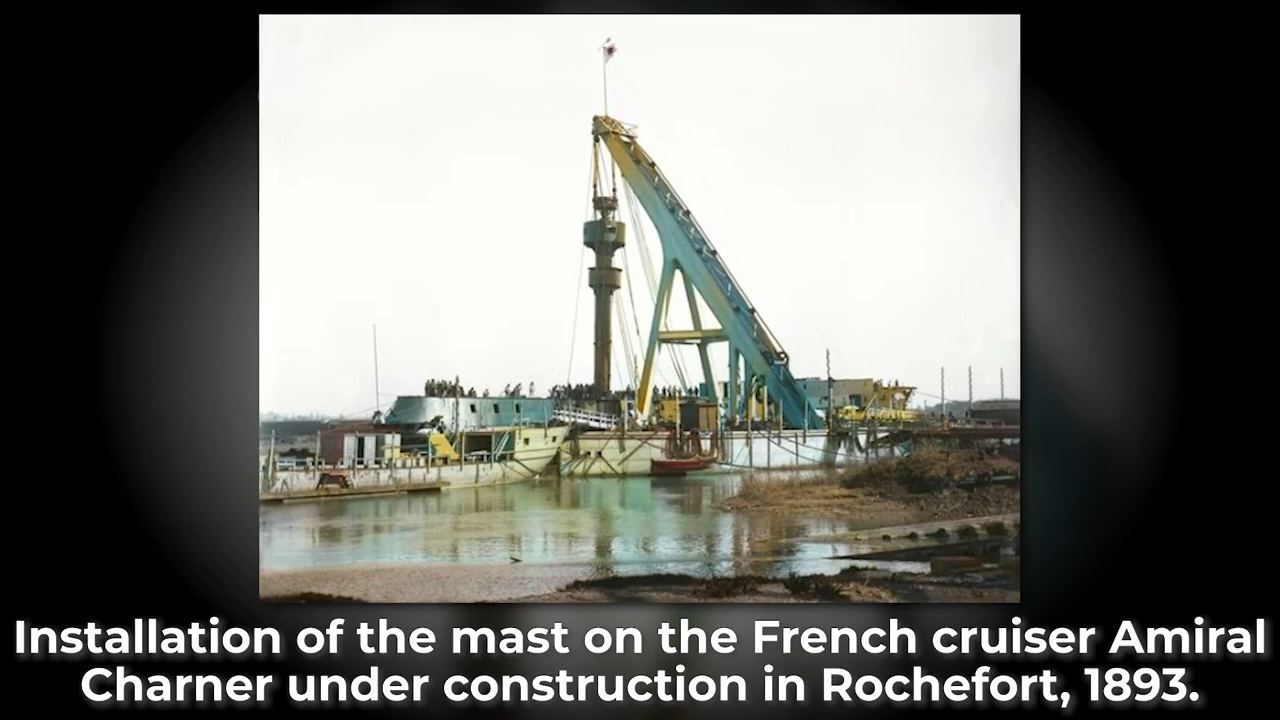 Installation of the mast on the French cruiser Amiral
Charner under construction in Rochefort, 1893.